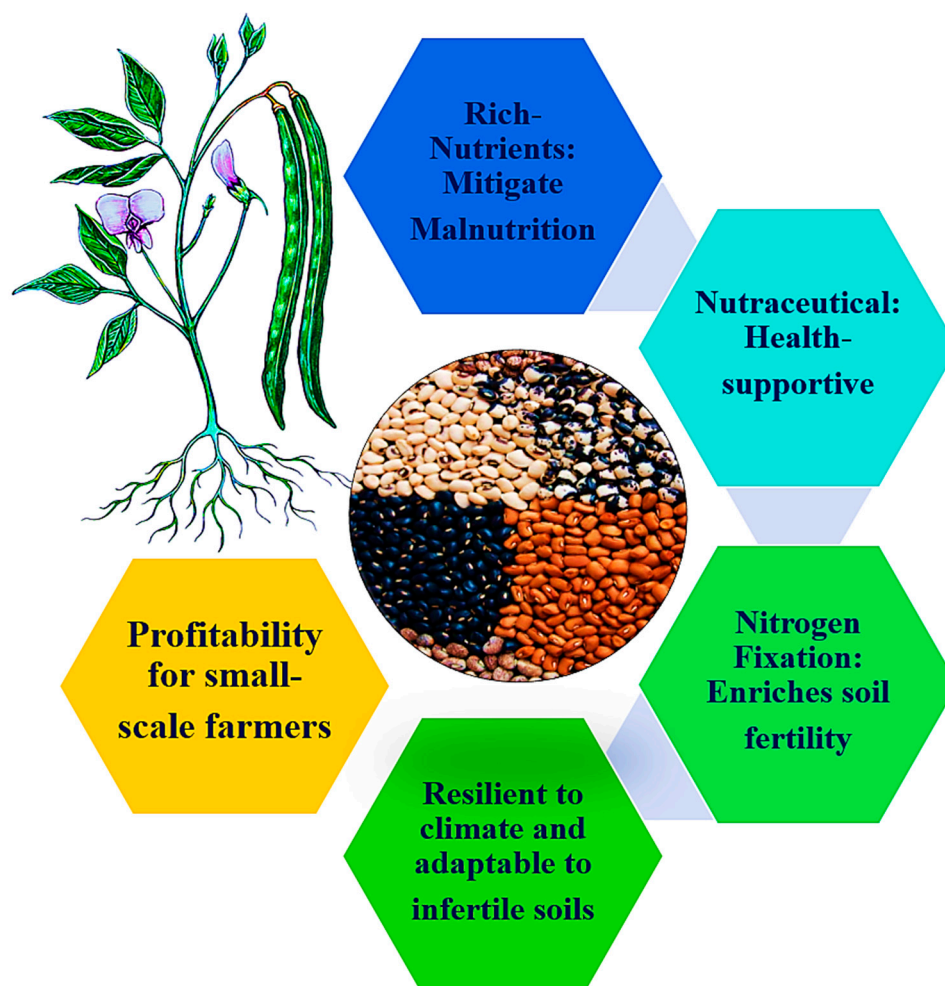 Rich-
Nutrients:
Mitigate
Malnutrition
Nutraceutical:
Health-
supportive
Nitrogen
Fixation:
Enriches soil
fertility
Resilient to
climate and
adaptable to
infertile soils
Profitability
for small-
scale farmers